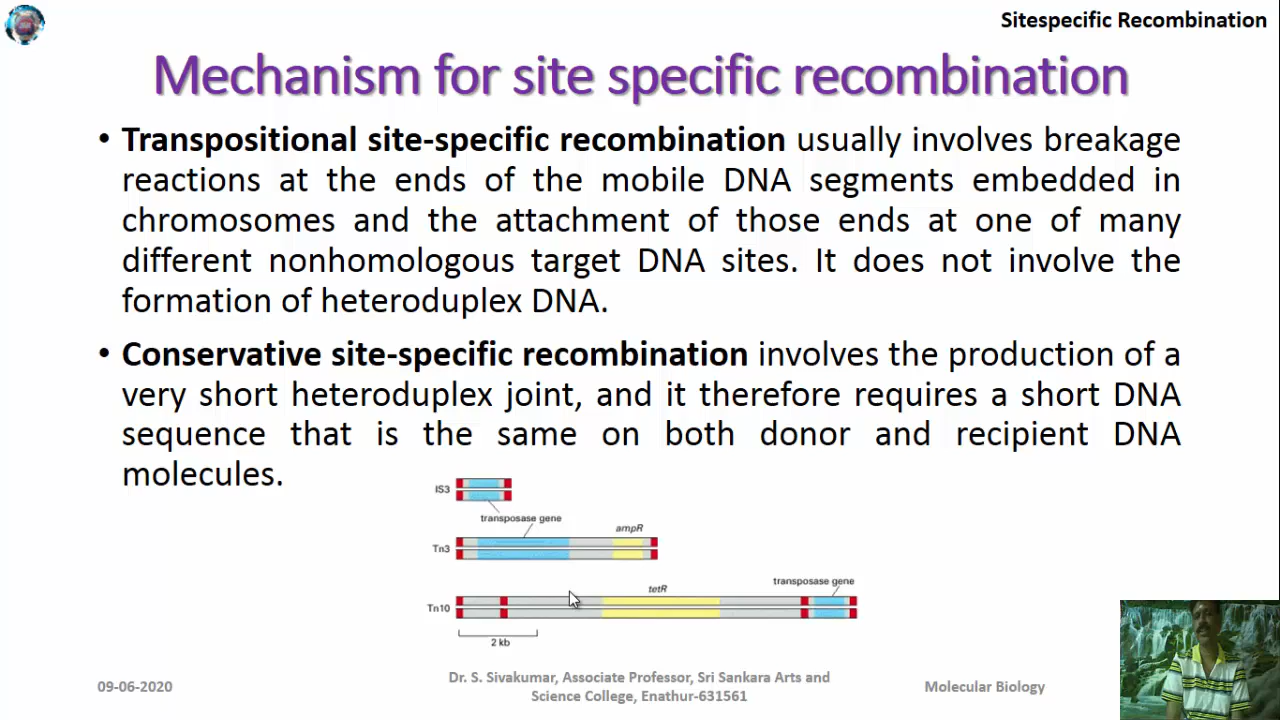 Sitespecific Recombination
Mechanism for site specific recombination
• Transpositional site-specific recombination usually involves breakage
reactions at the ends of the mobile DNA segments embedded in
chromosomes and the attachment of those ends at one of many
different nonhomologous target DNA sites. It does not involve the
formation of heteroduplex DNA.
• Conservative site-specific recombination involves the production of a
very short heteroduplex joint, and it therefore requires a short DNA
sequence that is the same on both donor and recipient DNA
molecules.
IS3
transposase gene
ampR
Tn3
tetR
transposase gene
Tn10
2 kb
09-06-2020
Dr. S. Sivakumar, Associate Professor, Sri Sankara Arts and
Science College, Enathur-631561
Molecular Biology